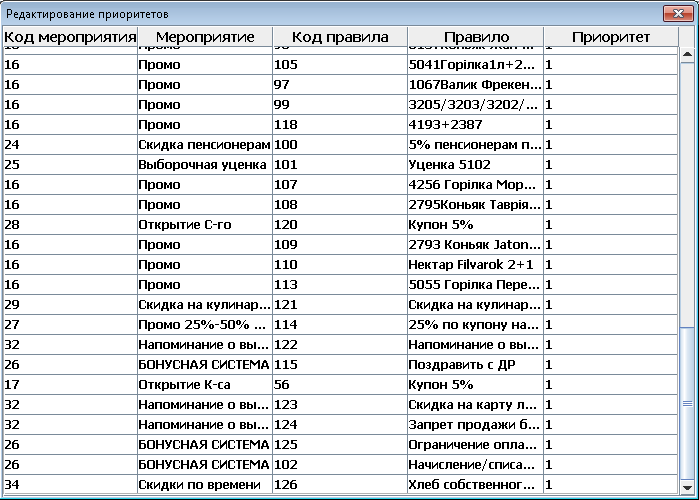 Редактирование приоритетов
Код мероприятия Мероприятие Код правила Правило Приоритет
16 Промо 105 5041Горілка1л+2... 1
16 Промо 97 1067Валик Фрекен... 1
16 Промо 99 3205/3203/3202/... 1
16 Промо 118 4193+2387 1
24 Скидка пенсионерам 100 5% пенсионерам п... 1
25 Выборочная уценка 101 Уценка 5102 1
16 Промо 107 4256 Горілка Мор... 1
16 Промо 108 2795Коньяк Таврія... 1
28 Открытие С-го 120 Купон 5% 1
16 Промо 109 2793 Коньяк Jaton... 1
16 Промо 110 Нектар Filvarok 2+1 1
16 Промо 113 5055 Горілка Пере... 1
29 Скидка на кулинар... 121 Скидка на кулинар... 1
27 Промо 25%-50% ... 114 25% по купону на... 1
32 Напоминание о вы... 122 Напоминание о вы... 1
26 БОНУСНАЯ СИСТЕМА 115 Поздравить с ДР 1
17 Открытие К-са 56 Купон 5% 1
32 Напоминание о вы... 123 Скидка на карту л... 1
32 Напоминание о вы... 124 Запрет продажи б... 1
26 БОНУСНАЯ СИСТЕМА 125 Ограничение опла... 1
26 БОНУСНАЯ СИСТЕМА 102 Начисление/списа... 1
34 Скидки по времени 126 Хлеб собственног... 1